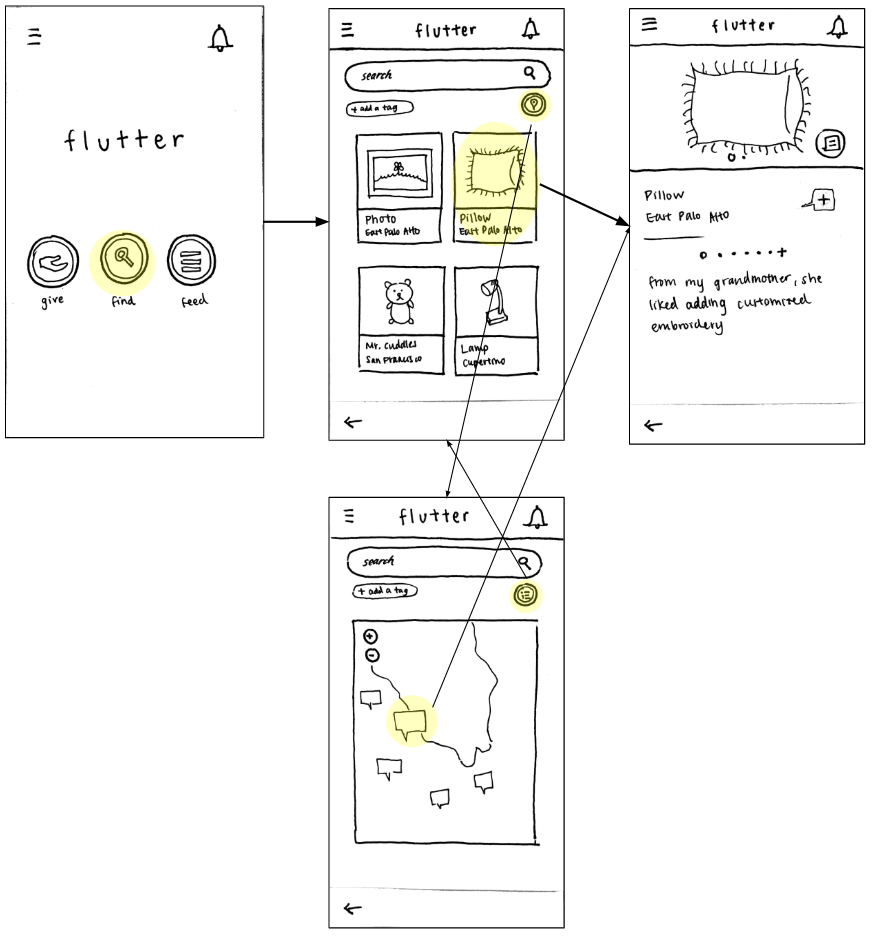 flutter
give
find
feed
flutter
search
+ add a tag
Photo
East Palo Alto
Pillow
East Palo Alto
Mr. Cuddles
San Francisco
Lamp
Cupertino
flutter
Pillow
East Palo Alto
from my grandmother, she
liked adding customized
embroidery
flutter
search
+ add a tag